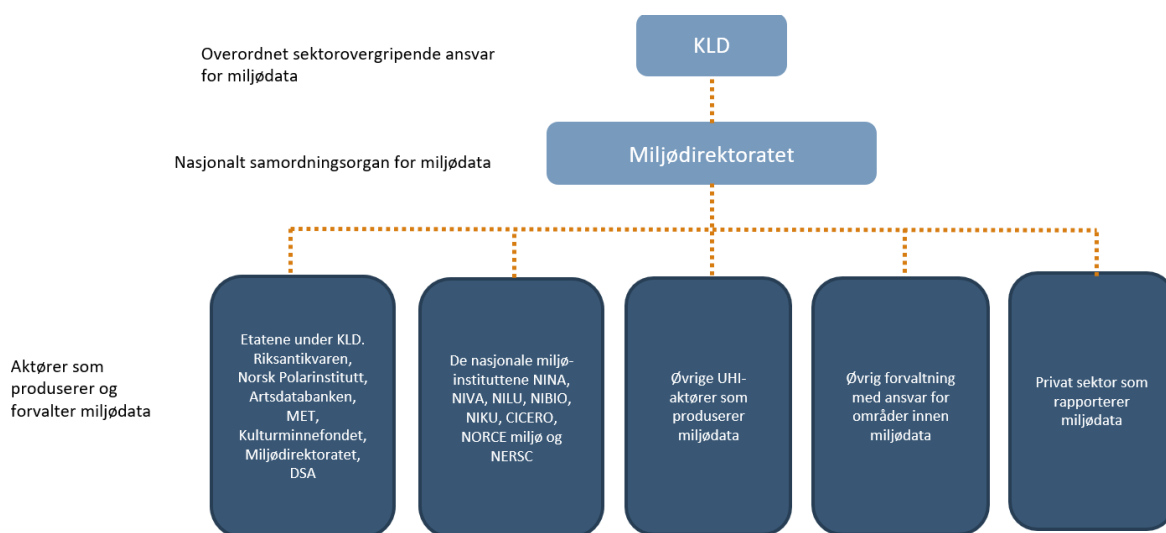 KLD
Overordnet sektorovergripende ansvar
for miljødata
Miljødirektoratet
Nasjonalt samordningsorgan for miljødata
Aktører som
produserer og
forvalter miljødata
Etatene under KLD.
Riksantikvaren,
Norsk Polarinstitutt,
Artsdatabanken,
MET,
Kulturminnefondet,
Miljødirektoratet,
DSA
De nasjonale miljø-
instituttene NINA,
NIVA, NILU, NIBIO,
NIKU, CICERO,
NORCE miljø og
NERSC
Øvrige UHI-
aktører som
produserer
miljødata
Øvrig forvaltning
med ansvar for
områder innen
miljødata
Privat sektor som
rapporterer
miljødata